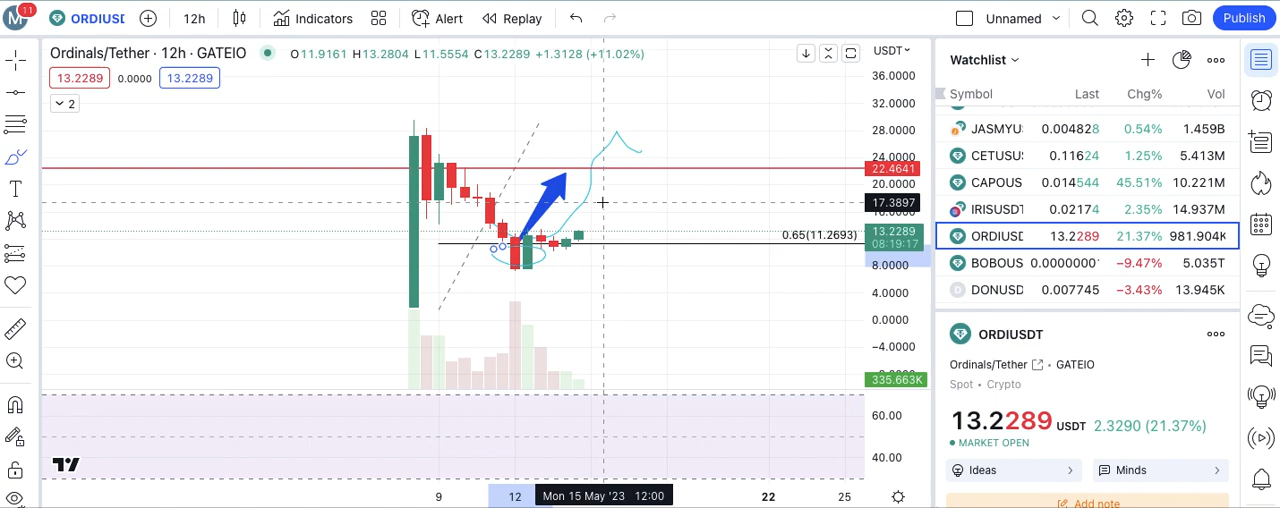 M 11 ORDIUSD 12h Indicators Alert Replay Unnamed Publish
Ordinals/Tether · 12h · GATEIO O11.9161 H13.2804 L11.5554 C13.2289 +1.3128 (+11.02%)
13.2289 0.0000 13.2289
2
USDT
36.0000
32.0000
28.0000
24.0000
22.4641
20.0000
17.3897
16.0000
13.2289
08:19:17
0.65(11.2693)
8.0000
4.0000
0.0000
−4.0000
335.663K
60.00
40.00
9 12 Mon 15 May '23 12:00 22 25
Watchlist
Symbol Last Chg% Vol
JASMYU 0.004828 0.54% 1.459B
CETUSU 0.11624 1.25% 5.413M
CAPOUS 0.014544 45.51% 10.221M
IRISUSDT 0.02174 2.35% 14.937M
ORDIUSD 13.2289 21.37% 981.904K
BOBOUS 0.0000000 −9.47% 5.035T
DONUSD 0.007745 −3.43% 13.945K
ORDIUSDT
Ordinals/Tether • GATEIO
Spot • Crypto
13.2289 USDT 2.3290 (21.37%)
MARKET OPEN
Ideas Minds
Add note